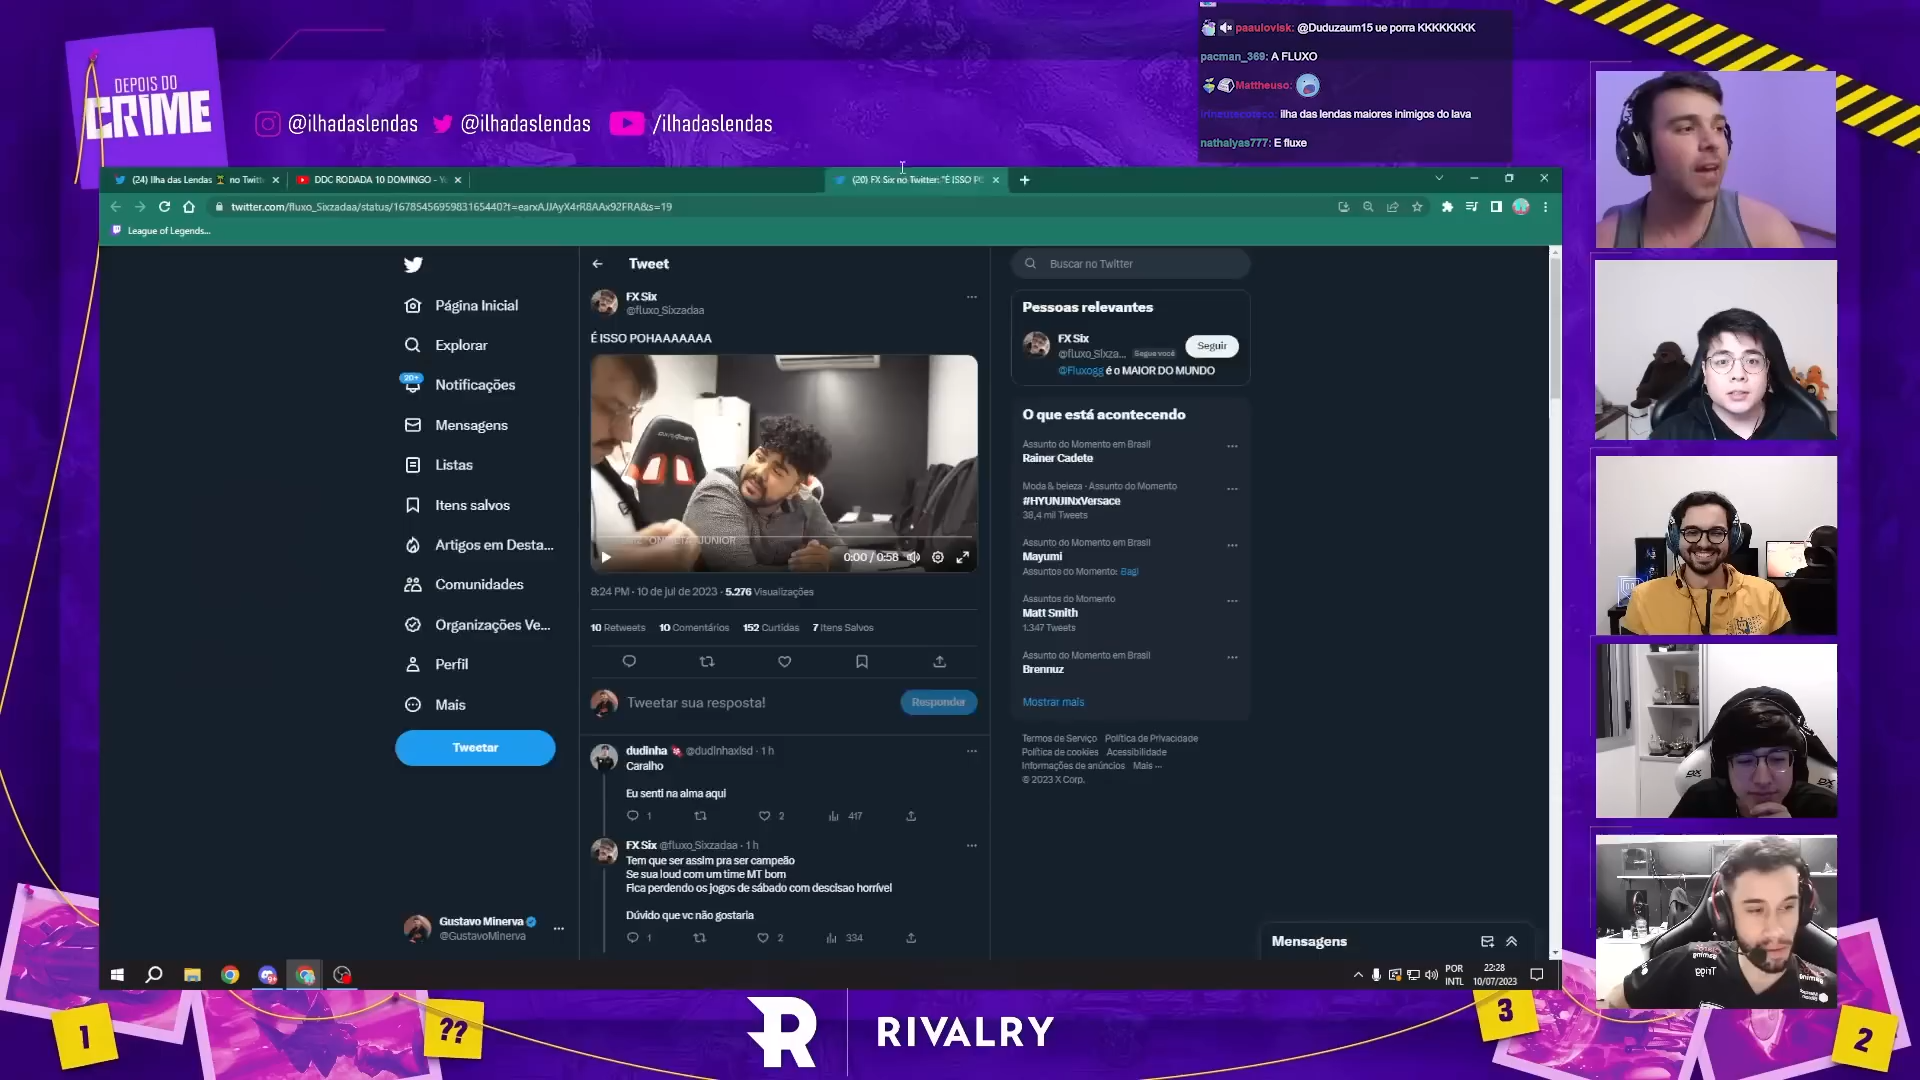 DEPOIS DO
CRIME
@ilhadaslendas
@ilhadaslendas
/ilhadaslendas
paaulovisk: @Duduzaum15 ue porra KKKKKKKK
pacman_369: A FLUXO
Mattheuso:
ilha das lendas maiores inimigos do lava
nathalyas777: E fluxe
(24) Ilha das Lendas no Twitt
DDC RODADA 10 DOMINGO - Y
(20) FX Six no Twitter: "É ISSO PO
twitter.com/fluxo_Sixzadaa/status/1678545695983165440?t=earxAJJAyX4rR8AAx92FRA&s=19
League of Legends...
Página Inicial
Explorar
20+
Notificações
Mensagens
Listas
Itens salvos
Artigos em Desta...
Comunidades
Organizações Ve...
Perfil
Mais
Tweetar
Gustavo Minerva
@GustavoMinerva
Tweet
FX Six
@fluxo_Sixzadaa
É ISSO POHAAAAAAA
JUNIOR
0:00 / 0:58
8:24 PM · 10 de jul de 2023 · 5.276 Visualizações
10 Retweets 10 Comentários 152 Curtidas 7 Itens Salvos
Tweetar sua resposta!
Responder
dudinha @dudinhaxlsd · 1 h
Caralho
Eu senti na alma aqui
1 2 417
FX Six @fluxo_Sixzadaa · 1 h
Tem que ser assim pra ser campeão
Se sua loud com um time MT bom
Fica perdendo os jogos de sábado com descisao horrível
Dúvido que vc não gostaria
1 2 334
Buscar no Twitter
Pessoas relevantes
FX Six
@fluxo_Sixza... Segue você
Seguir
@Fluxogg é o MAIOR DO MUNDO
O que está acontecendo
Assunto do Momento em Brasil
Rainer Cadete
Moda & beleza · Assunto do Momento
#HYUNJINxVersace
38,4 mil Tweets
Assunto do Momento em Brasil
Mayumi
Assuntos do Momento: Bagi
Assuntos do Momento
Matt Smith
1.347 Tweets
Assunto do Momento em Brasil
Brennuz
Mostrar mais
Termos de Serviço Política de Privacidade
Política de cookies Acessibilidade
Informações de anúncios Mais ···
© 2023 X Corp.
Mensagens
POR
INTL
22:28
10/07/2023
1
??
R RIVALRY
3
2